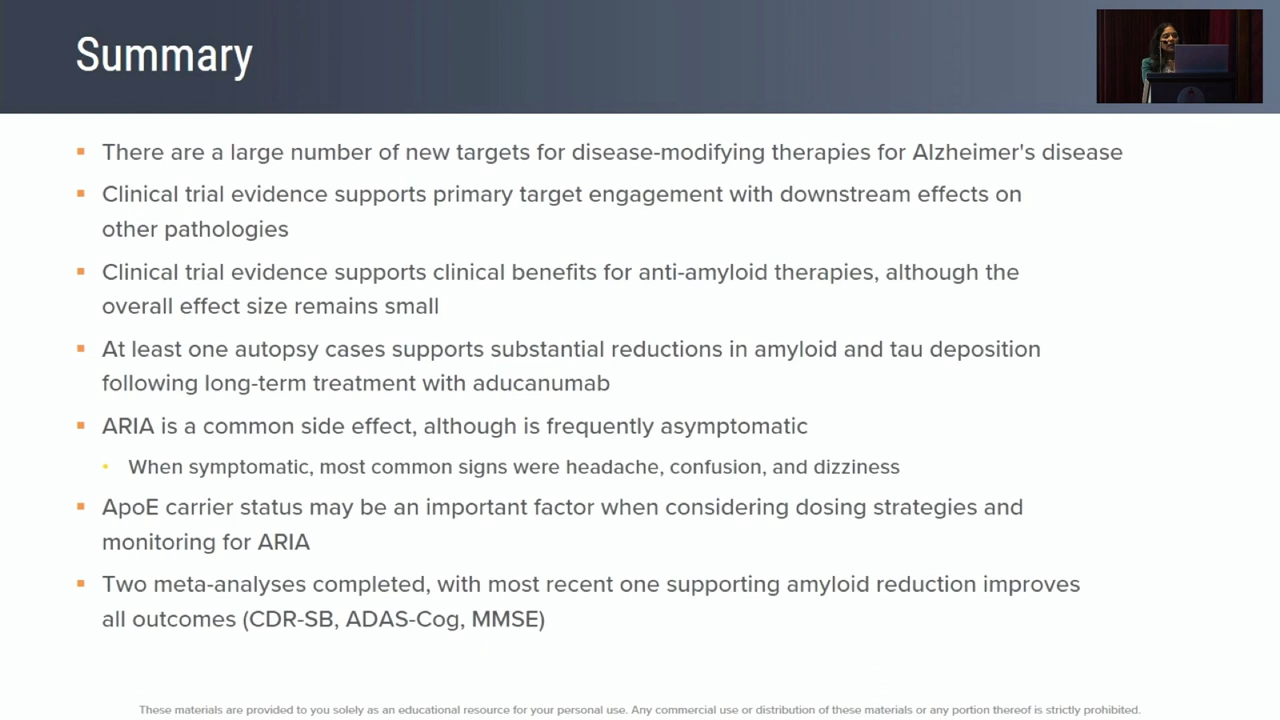 Summary
▪ There are a large number of new targets for disease-modifying therapies for Alzheimer's disease
▪ Clinical trial evidence supports primary target engagement with downstream effects on
other pathologies
▪ Clinical trial evidence supports clinical benefits for anti-amyloid therapies, although the
overall effect size remains small
▪ At least one autopsy cases supports substantial reductions in amyloid and tau deposition
following long-term treatment with aducanumab
▪ ARIA is a common side effect, although is frequently asymptomatic
• When symptomatic, most common signs were headache, confusion, and dizziness
▪ ApoE carrier status may be an important factor when considering dosing strategies and
monitoring for ARIA
▪ Two meta-analyses completed, with most recent one supporting amyloid reduction improves
all outcomes (CDR-SB, ADAS-Cog, MMSE)
These materials are provided to you solely as an educational resource for your personal use. Any commercial use or distribution of these materials or any portion thereof is strictly prohibited.